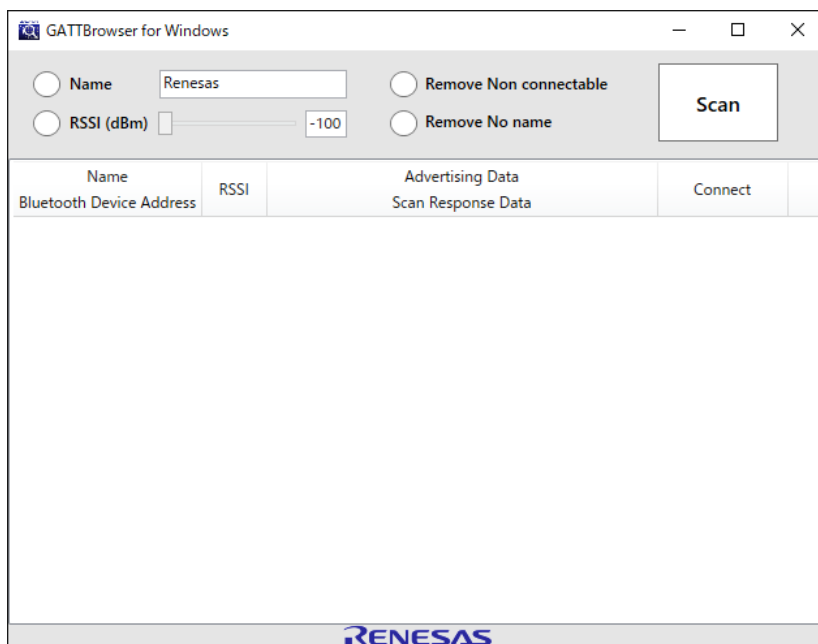 GATTBrowser for Windows
Name Renesas Remove Non connectable
RSSI (dBm) -100 Remove No name
Scan
Name
Bluetooth Device Address
RSSI
Advertising Data
Scan Response Data
Connect
RENESAS